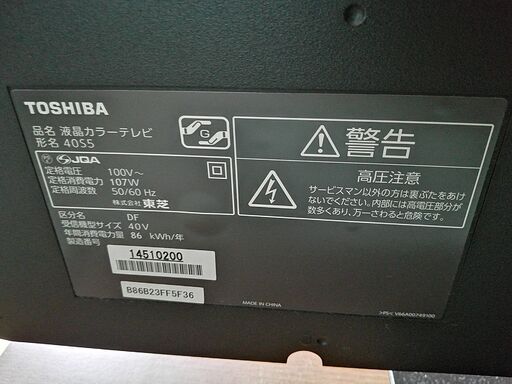 TOSHIBA
品名 液晶カラーテレビ
形名 40S5
G
JQA
定格電圧 100V～
定格消費電力 107W
定格周波数 50/60 Hz
株式会社 東芝
区分名 DF
受信機型サイズ 40V
年間消費電力量 86 kWh/年
製造番号
14510200
B86B23FF5F36
警告
高圧注意
サービスマン以外の方は裏ぶたをあけ
ないでください。内部には高電圧部分が
数多くあり、万一さわると危険です。
MADE IN CHINA
>PS< V66A00749100